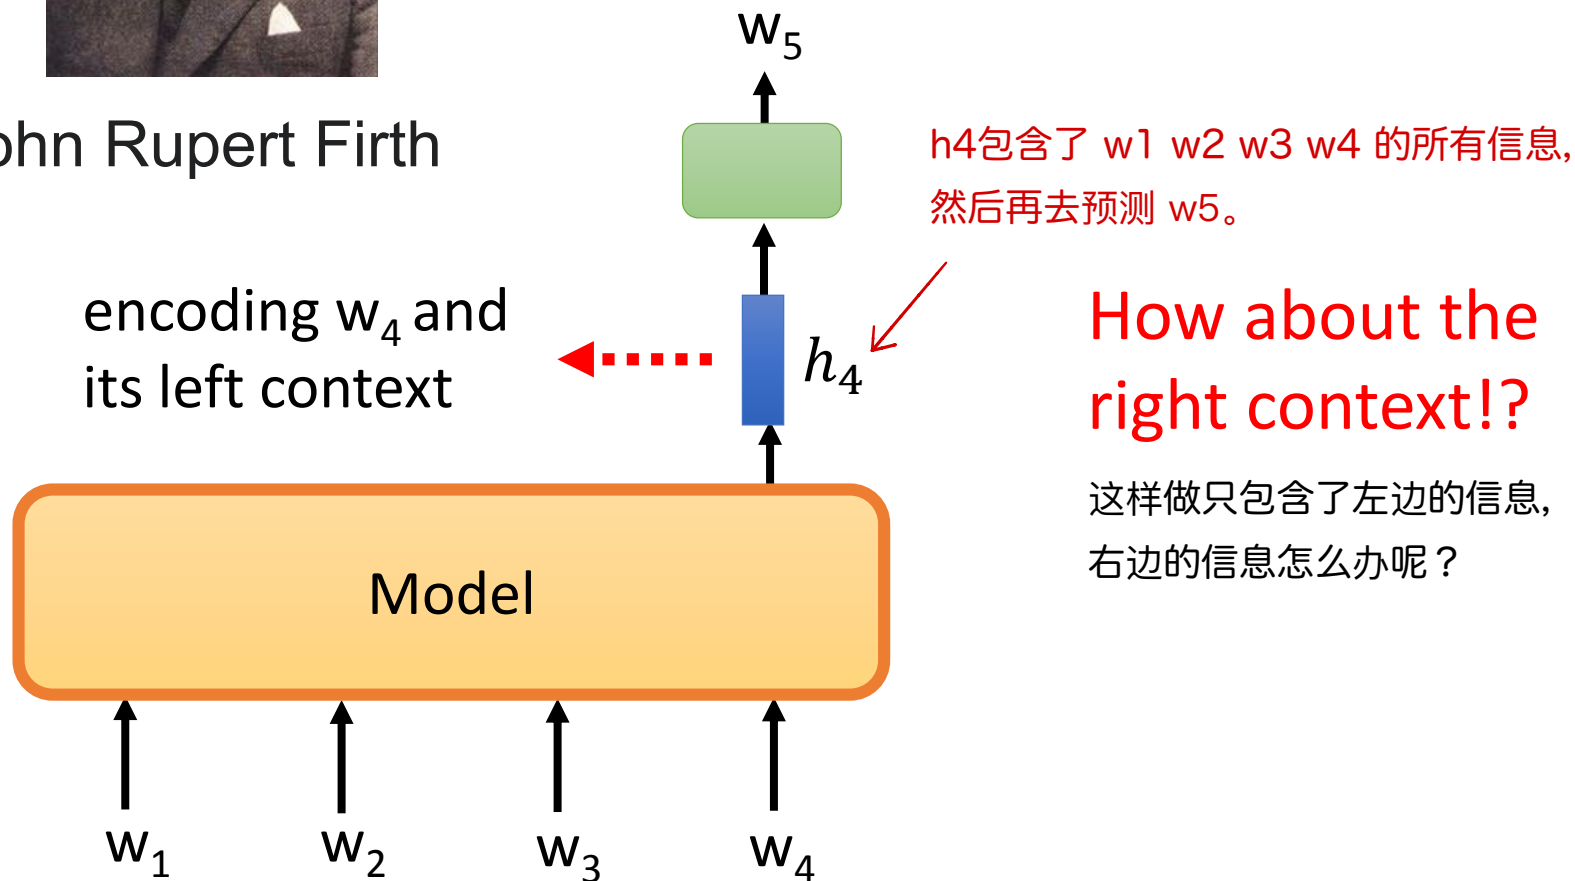 w5
ohn Rupert Firth
h4包含了 w1 w2 w3 w4 的所有信息,
然后再去预测 w5。
encoding w4 and
its left context
h4
How about the
right context!?
这样做只包含了左边的信息,
右边的信息怎么办呢？
Model
w1 w2 w3 w4